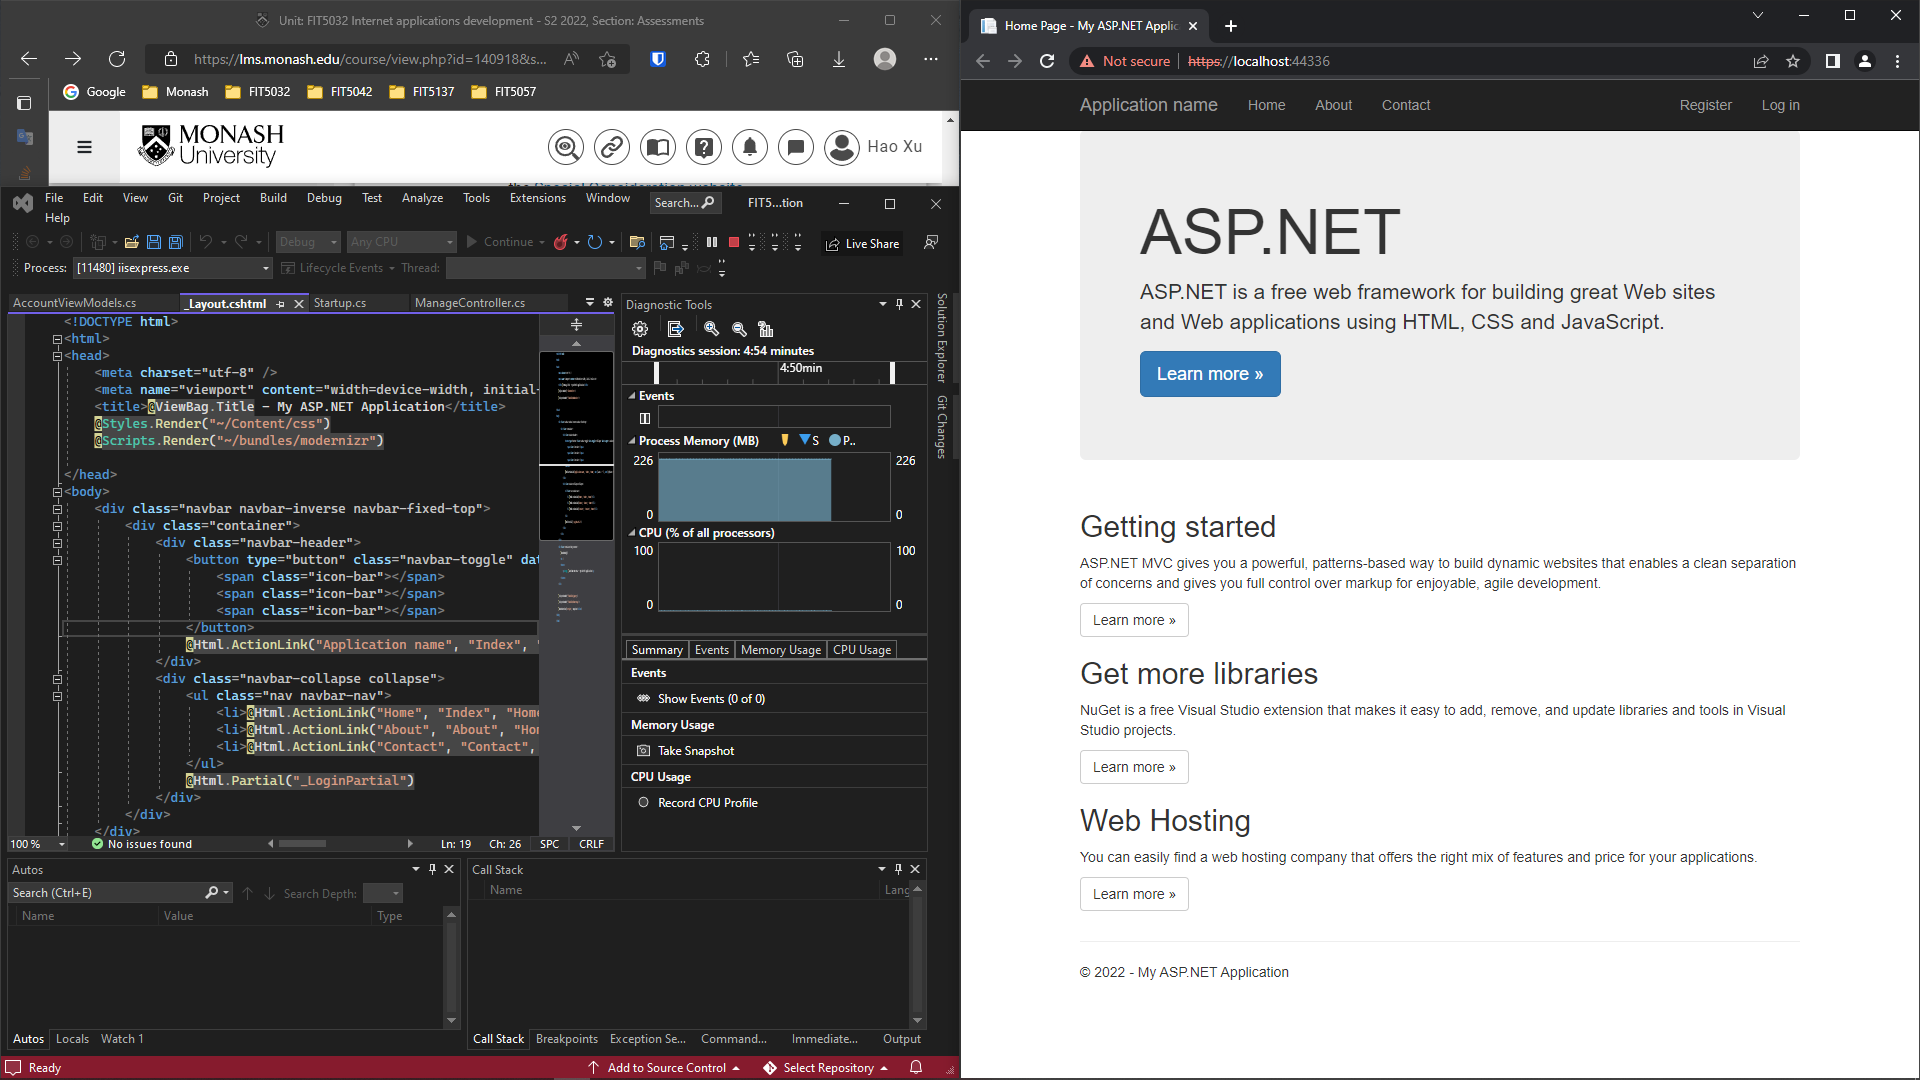 Unit: FIT5032 Internet applications development - S2 2022, Section: Assessments
https://lms.monash.edu/course/view.php?id=140918&s...
Google
Monash
FIT5032
FIT5042
FIT5137
FIT5057
MONASH
University
Hao Xu
File Edit View Git Project Build Debug Test Analyze Tools Extensions Window Search... FIT5...tion
Help
Debug Any CPU Continue Live Share
Process: [11480] iisexpress.exe Lifecycle Events Thread:
AccountViewModels.cs _Layout.cshtml Startup.cs ManageController.cs
<!DOCTYPE html>
<html>
<head>
<meta charset="utf-8" />
<meta name="viewport" content="width=device-width, initial-
<title>@ViewBag.Title - My ASP.NET Application</title>
@Styles.Render("~/Content/css")
@Scripts.Render("~/bundles/modernizr")
</head>
<body>
<div class="navbar navbar-inverse navbar-fixed-top">
<div class="container">
<div class="navbar-header">
<button type="button" class="navbar-toggle" dat
<span class="icon-bar"></span>
<span class="icon-bar"></span>
<span class="icon-bar"></span>
</button>
@Html.ActionLink("Application name", "Index", "
</div>
<div class="navbar-collapse collapse">
<ul class="nav navbar-nav">
<li>@Html.ActionLink("Home", "Index", "Home
<li>@Html.ActionLink("About", "About", "Hom
<li>@Html.ActionLink("Contact", "Contact",
</ul>
@Html.Partial("_LoginPartial")
</div>
</div>
</div>
100 % No issues found Ln: 19 Ch: 26 SPC CRLF
Diagnostic Tools
Diagnostics session: 4:54 minutes
4:50min
Events
Process Memory (MB) S P..
226 226
0 0
CPU (% of all processors)
100 100
0 0
Summary Events Memory Usage CPU Usage
Events
Show Events (0 of 0)
Memory Usage
Take Snapshot
CPU Usage
Record CPU Profile
Solution Explorer
Git Changes
Autos
Search (Ctrl+E) Search Depth:
Name Value Type
Autos Locals Watch 1
Call Stack
Name Lang
Call Stack Breakpoints Exception Se... Command... Immediate... Output
Ready Add to Source Control Select Repository
Home Page - My ASP.NET Applic
Not secure https://localhost:44336
Application name Home About Contact Register Log in
ASP.NET
ASP.NET is a free web framework for building great Web sites
and Web applications using HTML, CSS and JavaScript.
Learn more »
Getting started
ASP.NET MVC gives you a powerful, patterns-based way to build dynamic websites that enables a clean separation
of concerns and gives you full control over markup for enjoyable, agile development.
Learn more »
Get more libraries
NuGet is a free Visual Studio extension that makes it easy to add, remove, and update libraries and tools in Visual
Studio projects.
Learn more »
Web Hosting
You can easily find a web hosting company that offers the right mix of features and price for your applications.
Learn more »
© 2022 - My ASP.NET Application